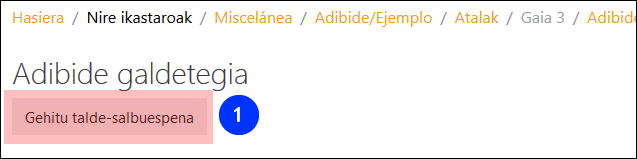 Hasiera / Nire ikastaroak / Miscelánea / Adibide/Ejemplo / Atalak / Gaia 3 / Adibide
Adibide galdetegia
Gehitu talde-salbuespena 1